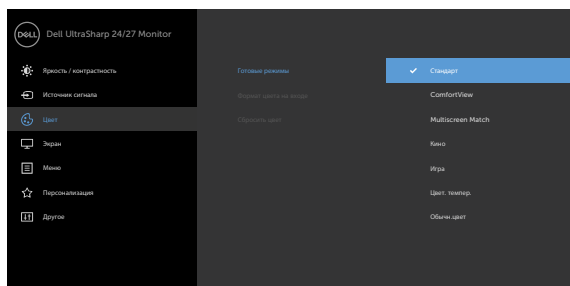 DELL
Dell UltraSharp 24/27 Monitor
Яркость / контрастность
Готовые режимы
Стандарт
Источник сигнала
Формат цвета на входе
ComfortView
Цвет
Сбросить цвет
Multiscreen Match
Экран
Кино
Меню
Игра
Персонализация
Цвет. темпер.
Другое
Обычн.цвет